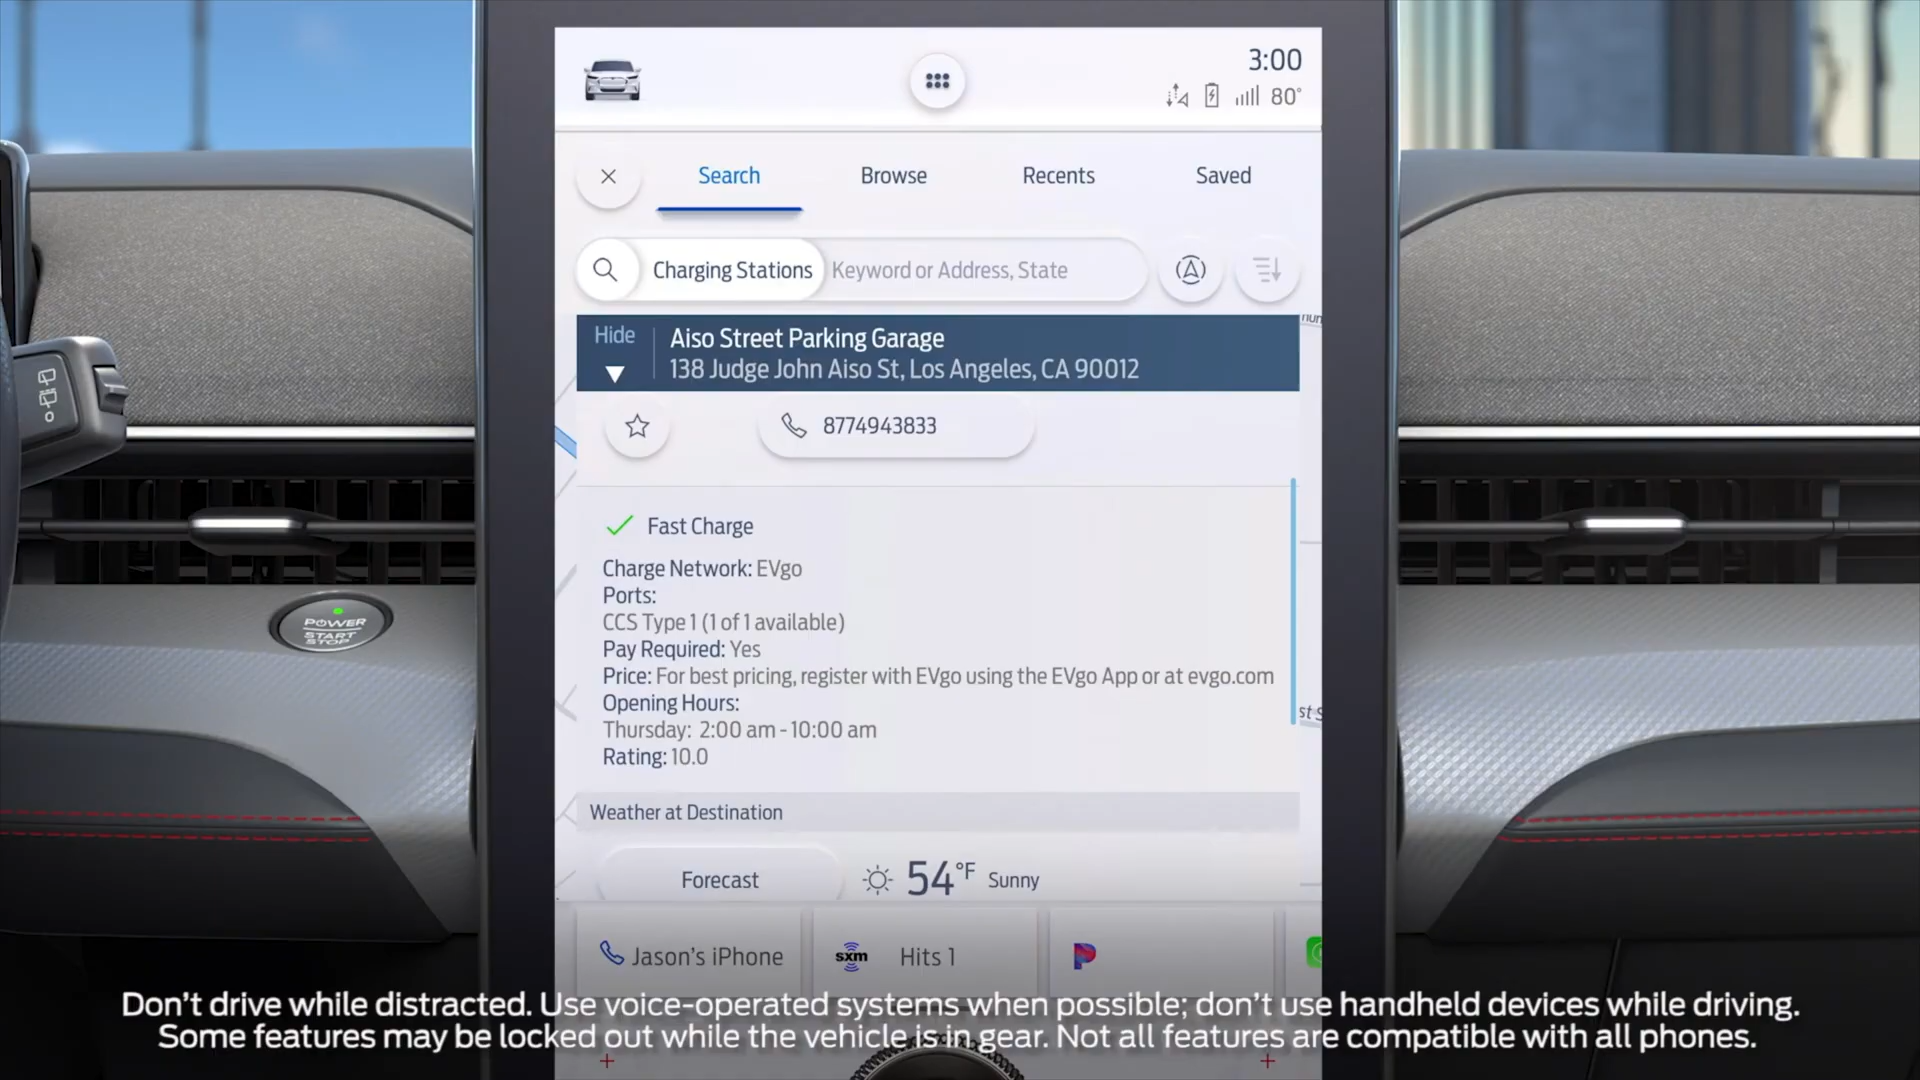 3:00
80°
Search
Browse
Recents
Saved
Charging Stations
Keyword or Address, State
Hide
Aiso Street Parking Garage
138 Judge John Aiso St, Los Angeles, CA 90012
8774943833
Fast Charge
Charge Network: EVgo
Ports:
CCS Type 1 (1 of 1 available)
Pay Required: Yes
Price: For best pricing, register with EVgo using the EVgo App or at evgo.com
Opening Hours:
Thursday: 2:00 am - 10:00 am
Rating: 10.0
st S
Weather at Destination
Forecast
54°F Sunny
Jason's iPhone
sxm
Hits 1
POWER
START
STOP
Don't drive while distracted. Use voice-operated systems when possible; don't use handheld devices while driving.
Some features may be locked out while the vehicle is in gear. Not all features are compatible with all phones.